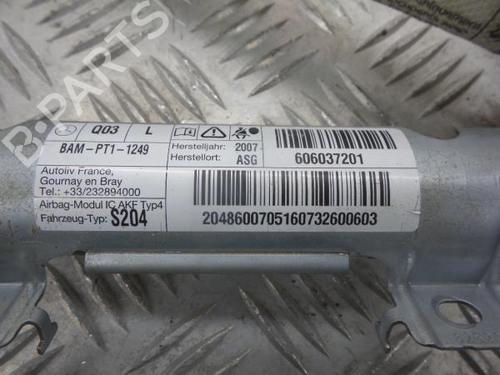 Q03 L
BAM-PT1-1249
Autoliv France,
Gournay en Bray
Tel.: +33/232894000
Airbag-Modul IC AKF Typ4
Fahrzeug-Typ: S204
Herstelljahr: 2007
Herstellort: ASG
606037201
2048600705160732600603
B-Parts